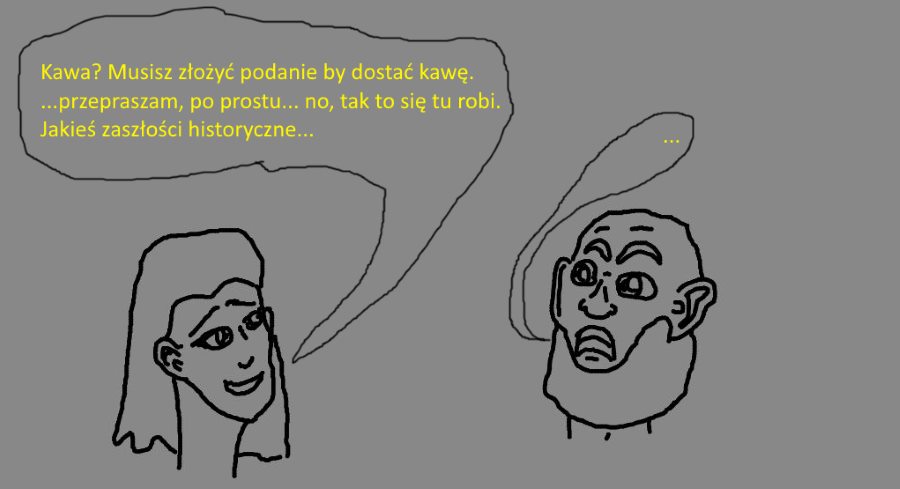 Kawa? Musisz złożyć podanie by dostać kawę.
...przepraszam, po prostu... no, tak to się tu robi.
Jakieś zaszłości historyczne...
...